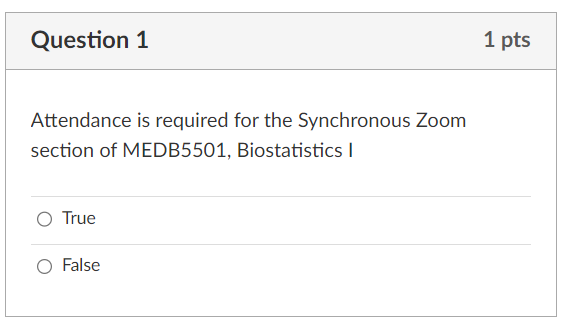 Question 1
1 pts
Attendance is required for the Synchronous Zoom
section of MEDB5501, Biostatistics I
True
False